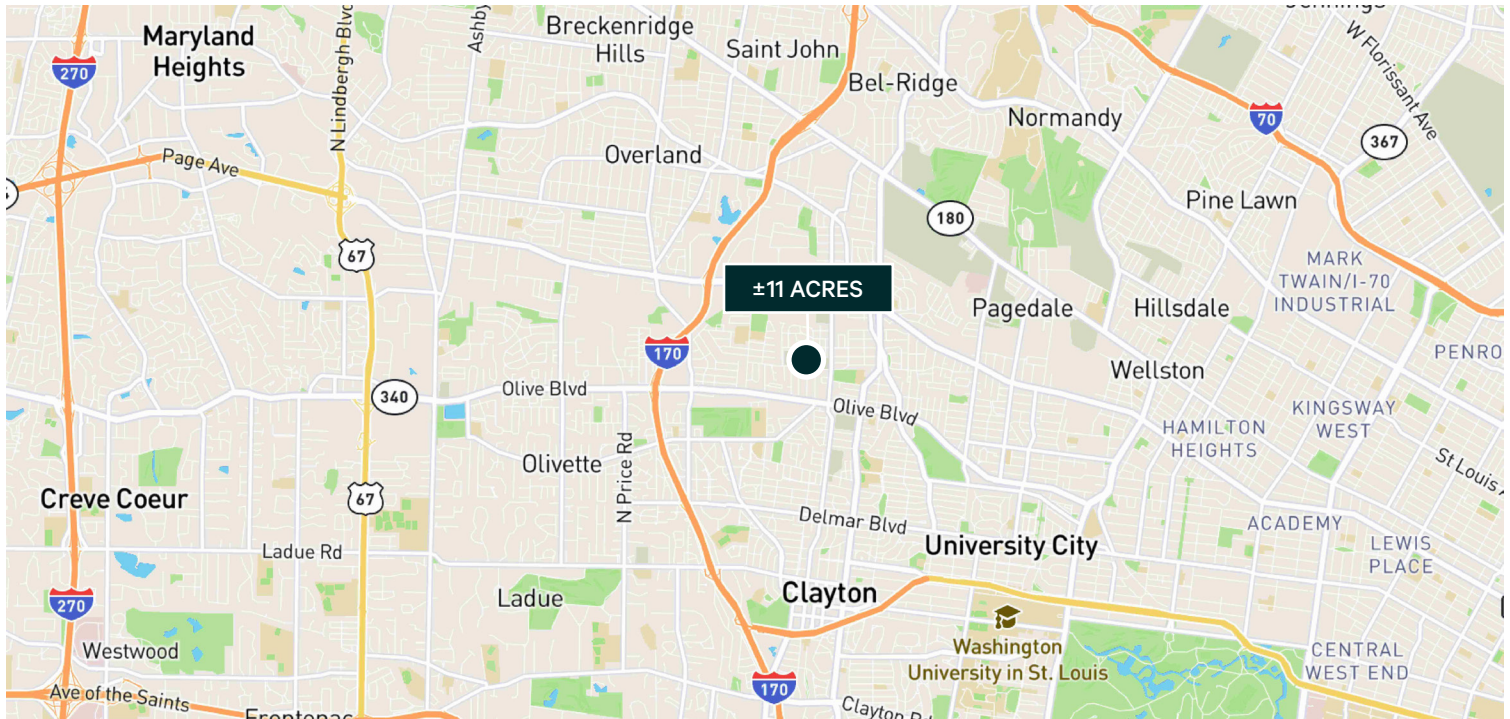 Jennings
Maryland
Heights
N Lindbergh Blvd
Ashby
Breckenridge
Hills
Saint John
Bel-Ridge
W Florissant Ave
270
Normandy
70
367
Page Ave
Overland
Pine Lawn
180
67
MARK
TWAIN/I-70
INDUSTRIAL
±11 ACRES
Pagedale
Hillsdale
170
PENRO
Wellston
340
Olive Blvd
Olive Blvd
KINGSWAY
WEST
HAMILTON
HEIGHTS
N Price Rd
Olivette
St Louis
Creve Coeur
67
Delmar Blvd
ACADEMY
University City
LEWIS
PLACE
Ladue Rd
Clayton
270
Ladue
Washington
University in St. Louis
Westwood
CENTRAL
WEST END
170
Ave of the Saints
Clayton Rd
Frontenac